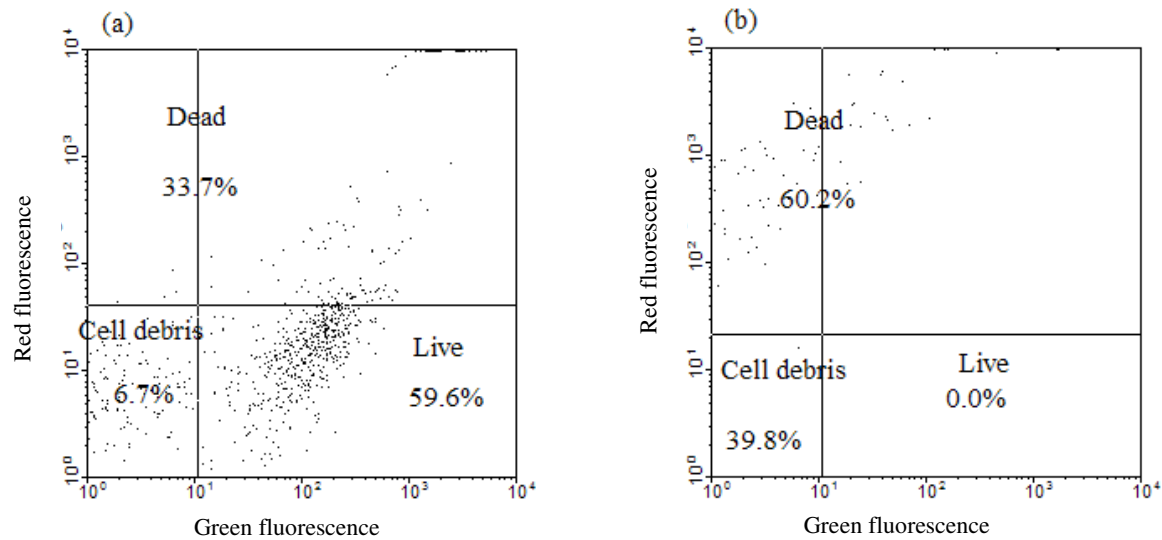 (a)
10⁴
10³
10²
10¹
10⁰
Red fluorescence
Dead
33.7%
Cell debris
6.7%
Live
59.6%
10⁰ 10¹ 10² 10³ 10⁴
Green fluorescence
(b)
10⁴
10³
10²
10¹
10⁰
Red fluorescence
Dead
60.2%
Cell debris
39.8%
Live
0.0%
10⁰ 10¹ 10² 10³ 10⁴
Green fluorescence